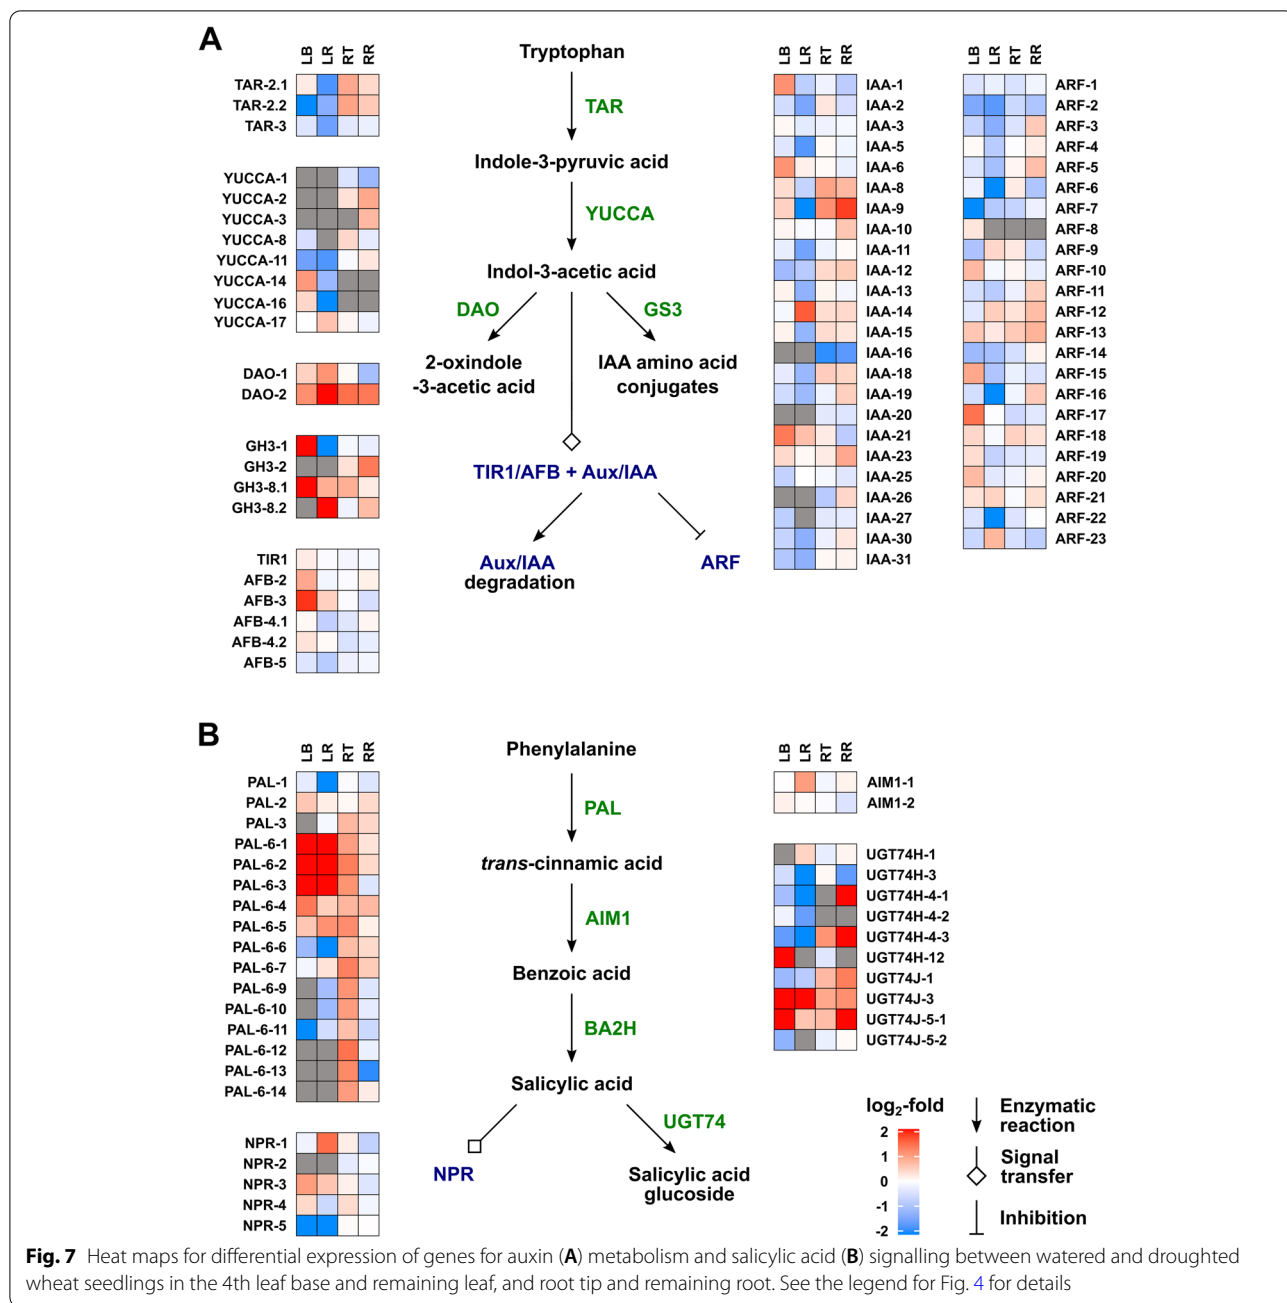 A
LB LR RT RR
TAR-2.1
TAR-2.2
TAR-3
YUCCA-1
YUCCA-2
YUCCA-3
YUCCA-8
YUCCA-11
YUCCA-14
YUCCA-16
YUCCA-17
DAO-1
DAO-2
GH3-1
GH3-2
GH3-8.1
GH3-8.2
TIR1
AFB-2
AFB-3
AFB-4.1
AFB-4.2
AFB-5
Tryptophan
TAR
Indole-3-pyruvic acid
YUCCA
Indol-3-acetic acid
DAO
GS3
2-oxindole
-3-acetic acid
IAA amino acid
conjugates
TIR1/AFB + Aux/IAA
Aux/IAA
degradation
ARF
LB LR RT RR
IAA-1
IAA-2
IAA-3
IAA-5
IAA-6
IAA-8
IAA-9
IAA-10
IAA-11
IAA-12
IAA-13
IAA-14
IAA-15
IAA-16
IAA-18
IAA-19
IAA-20
IAA-21
IAA-23
IAA-25
IAA-26
IAA-27
IAA-30
IAA-31
LB LR RT RR
ARF-1
ARF-2
ARF-3
ARF-4
ARF-5
ARF-6
ARF-7
ARF-8
ARF-9
ARF-10
ARF-11
ARF-12
ARF-13
ARF-14
ARF-15
ARF-16
ARF-17
ARF-18
ARF-19
ARF-20
ARF-21
ARF-22
ARF-23
B
LB LR RT RR
PAL-1
PAL-2
PAL-3
PAL-6-1
PAL-6-2
PAL-6-3
PAL-6-4
PAL-6-5
PAL-6-6
PAL-6-7
PAL-6-9
PAL-6-10
PAL-6-11
PAL-6-12
PAL-6-13
PAL-6-14
NPR-1
NPR-2
NPR-3
NPR-4
NPR-5
Phenylalanine
PAL
trans-cinnamic acid
AIM1
Benzoic acid
BA2H
Salicylic acid
UGT74
NPR
Salicylic acid
glucoside
LB LR RT RR
AIM1-1
AIM1-2
UGT74H-1
UGT74H-3
UGT74H-4-1
UGT74H-4-2
UGT74H-4-3
UGT74H-12
UGT74J-1
UGT74J-3
UGT74J-5-1
UGT74J-5-2
log2-fold
2
1
0
-1
-2
Enzymatic
reaction
Signal
transfer
Inhibition
Fig. 7 Heat maps for differential expression of genes for auxin (A) metabolism and salicylic acid (B) signalling between watered and droughted
wheat seedlings in the 4th leaf base and remaining leaf, and root tip and remaining root. See the legend for Fig. 4 for details